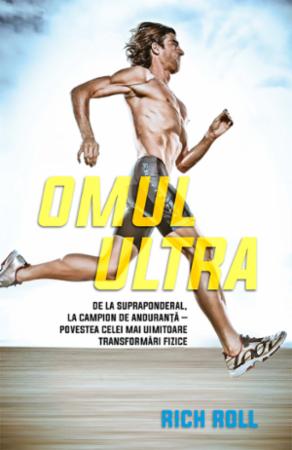 OMUL
ULTRA
DE LA SUPRAPONDERAL,
LA CAMPION DE ANDURANȚĂ –
POVESTEA CELEI MAI UIMITOARE
TRANSFORMĂRI FIZICE
RICH ROLL